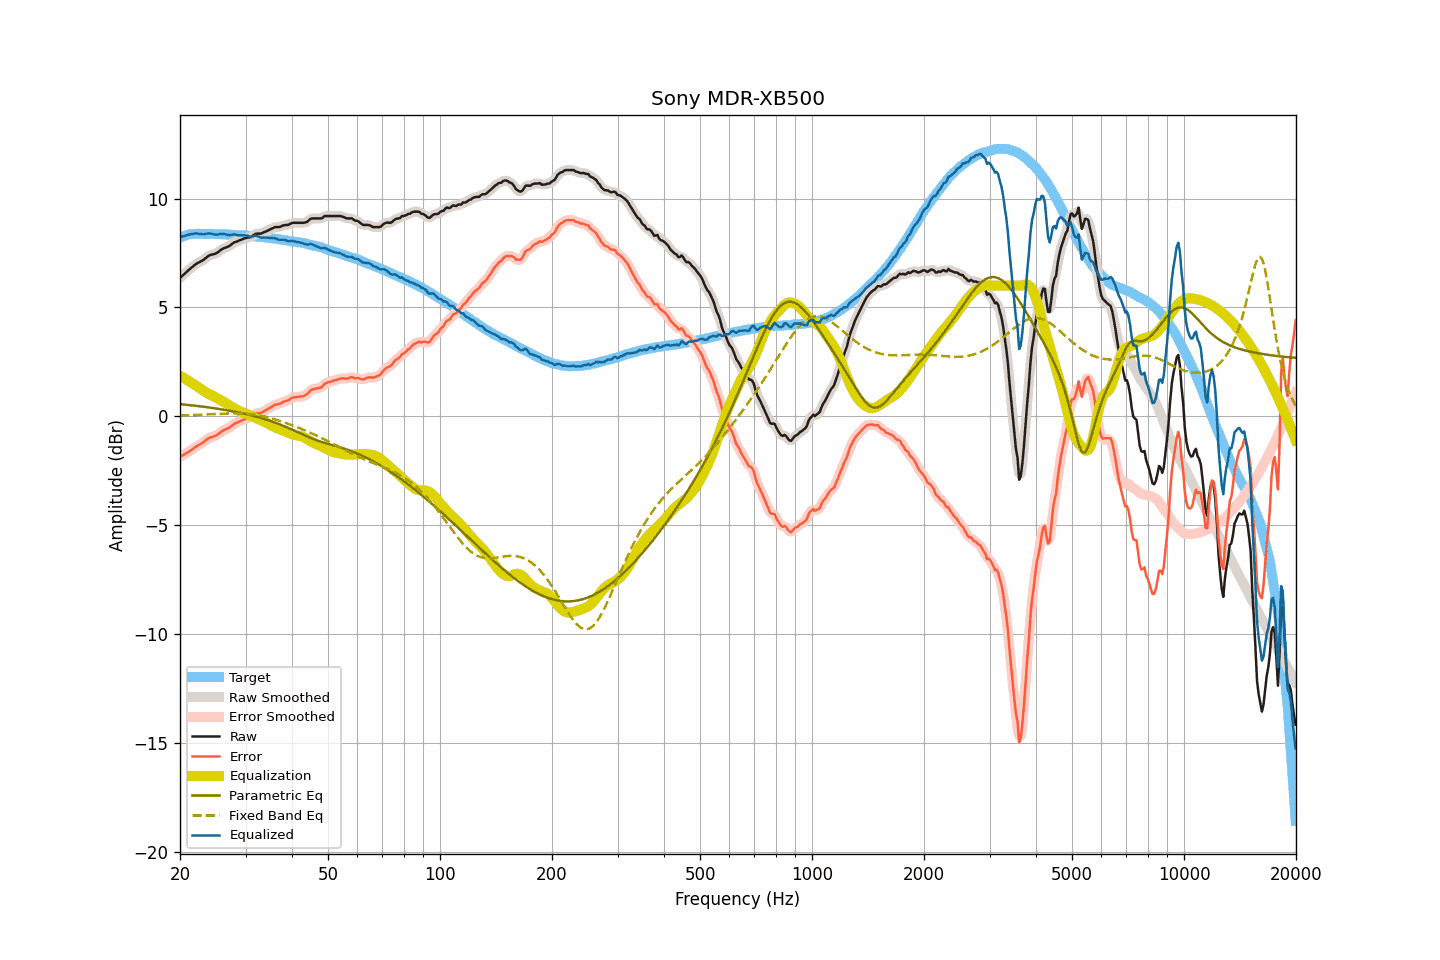 Sony MDR-XB500
Amplitude (dBr)
10
5
0
−5
−10
−15
−20
Target
Raw Smoothed
Error Smoothed
Raw
Error
Equalization
Parametric Eq
Fixed Band Eq
Equalized
20 50 100 200 500 1000 2000 5000 10000 20000
Frequency (Hz)